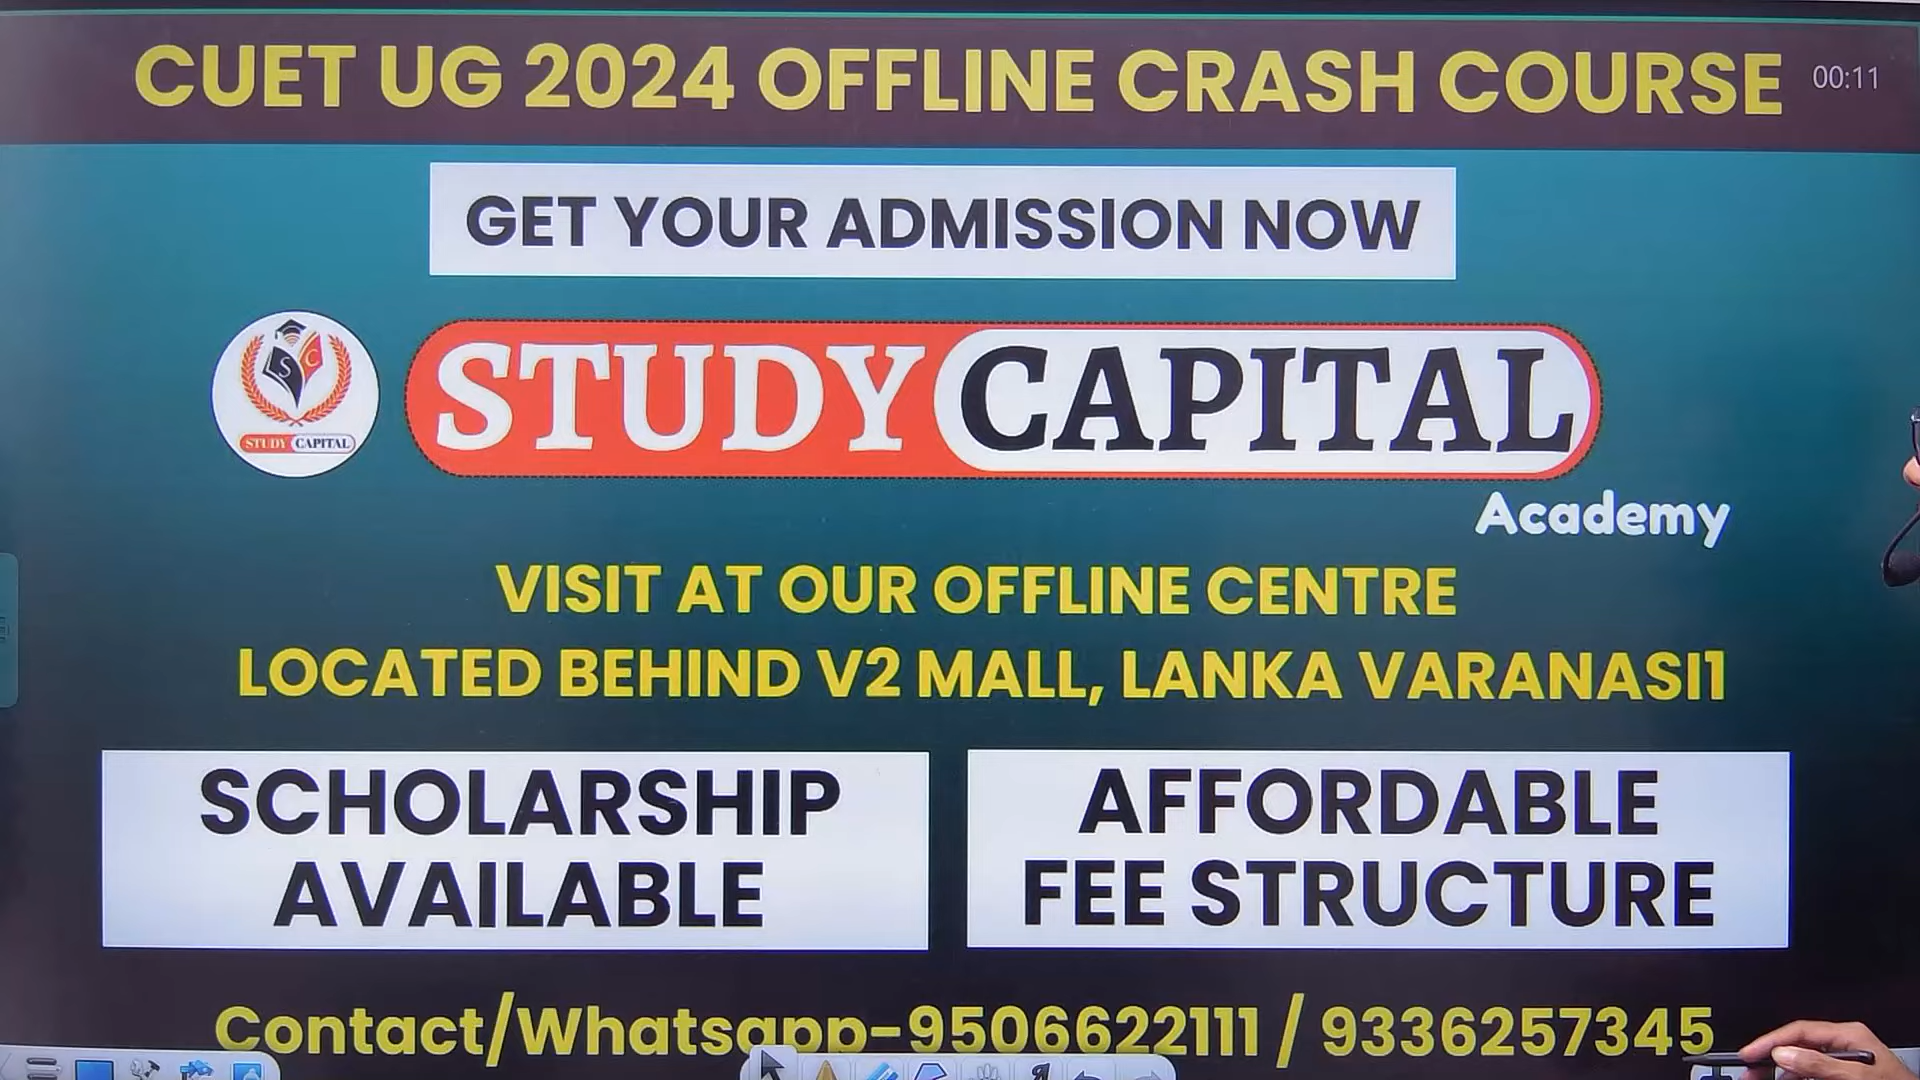 CUET UG 2024 OFFLINE CRASH COURSE
00:11
GET YOUR ADMISSION NOW
S C
STUDY CAPITAL
STUDY CAPITAL
Academy
VISIT AT OUR OFFLINE CENTRE
LOCATED BEHIND V2 MALL, LANKA VARANASI1
SCHOLARSHIP
AVAILABLE
AFFORDABLE
FEE STRUCTURE
Contact/Whatsapp-9506622111 / 9336257345